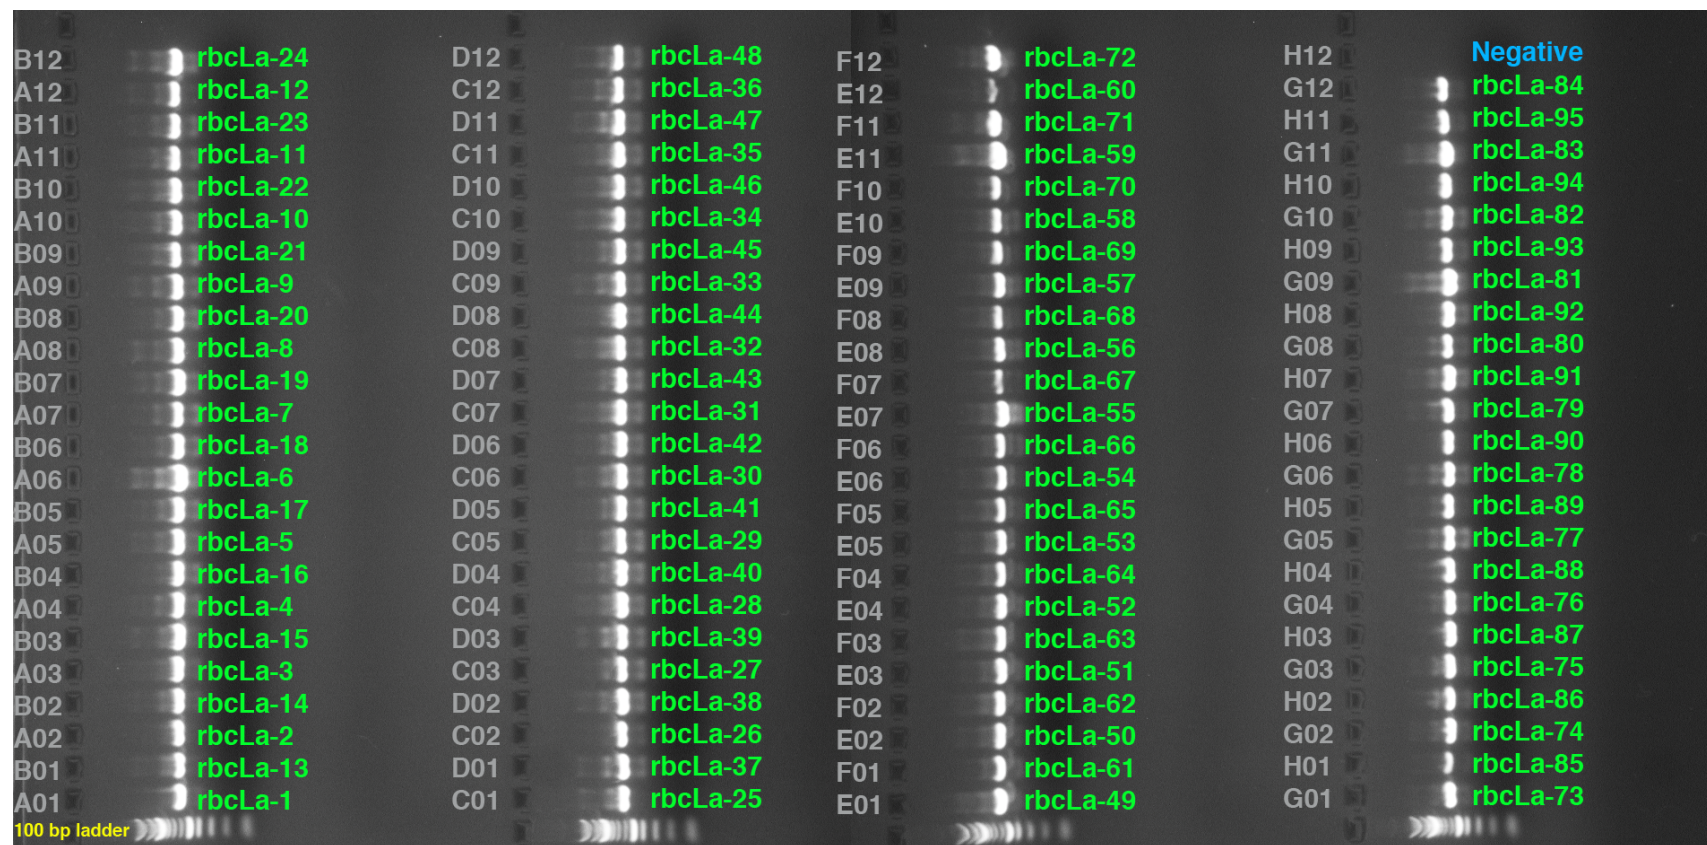 B12 rbcLa-24 D12 rbcLa-48 F12 rbcLa-72 H12 Negative
A12 rbcLa-12 C12 rbcLa-36 E12 rbcLa-60 G12 rbcLa-84
B11 rbcLa-23 D11 rbcLa-47 F11 rbcLa-71 H11 rbcLa-95
A11 rbcLa-11 C11 rbcLa-35 E11 rbcLa-59 G11 rbcLa-83
B10 rbcLa-22 D10 rbcLa-46 F10 rbcLa-70 H10 rbcLa-94
A10 rbcLa-10 C10 rbcLa-34 E10 rbcLa-58 G10 rbcLa-82
B09 rbcLa-21 D09 rbcLa-45 F09 rbcLa-69 H09 rbcLa-93
A09 rbcLa-9 C09 rbcLa-33 E09 rbcLa-57 G09 rbcLa-81
B08 rbcLa-20 D08 rbcLa-44 F08 rbcLa-68 H08 rbcLa-92
A08 rbcLa-8 C08 rbcLa-32 E08 rbcLa-56 G08 rbcLa-80
B07 rbcLa-19 D07 rbcLa-43 F07 rbcLa-67 H07 rbcLa-91
A07 rbcLa-7 C07 rbcLa-31 E07 rbcLa-55 G07 rbcLa-79
B06 rbcLa-18 D06 rbcLa-42 F06 rbcLa-66 H06 rbcLa-90
A06 rbcLa-6 C06 rbcLa-30 E06 rbcLa-54 G06 rbcLa-78
B05 rbcLa-17 D05 rbcLa-41 F05 rbcLa-65 H05 rbcLa-89
A05 rbcLa-5 C05 rbcLa-29 E05 rbcLa-53 G05 rbcLa-77
B04 rbcLa-16 D04 rbcLa-40 F04 rbcLa-64 H04 rbcLa-88
A04 rbcLa-4 C04 rbcLa-28 E04 rbcLa-52 G04 rbcLa-76
B03 rbcLa-15 D03 rbcLa-39 F03 rbcLa-63 H03 rbcLa-87
A03 rbcLa-3 C03 rbcLa-27 E03 rbcLa-51 G03 rbcLa-75
B02 rbcLa-14 D02 rbcLa-38 F02 rbcLa-62 H02 rbcLa-86
A02 rbcLa-2 C02 rbcLa-26 E02 rbcLa-50 G02 rbcLa-74
B01 rbcLa-13 D01 rbcLa-37 F01 rbcLa-61 H01 rbcLa-85
A01 rbcLa-1 C01 rbcLa-25 E01 rbcLa-49 G01 rbcLa-73
100 bp ladder